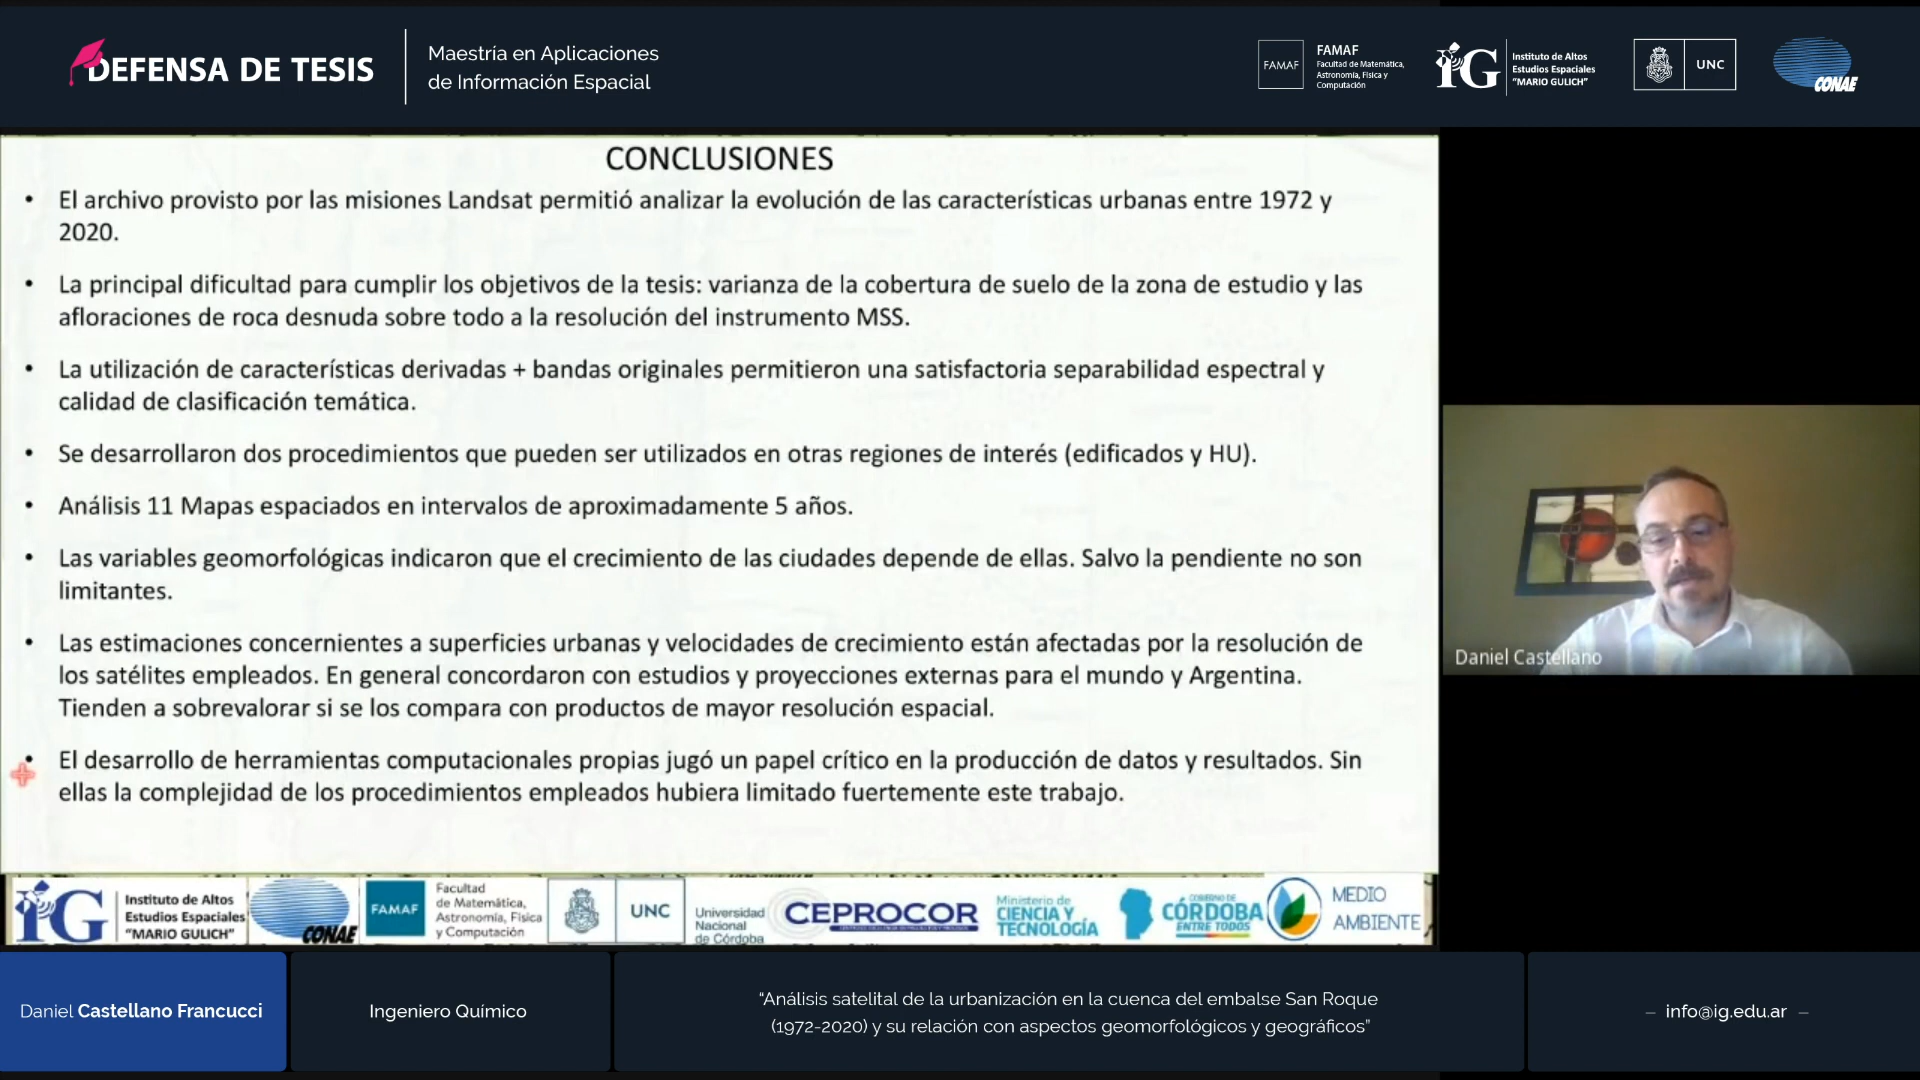 DEFENSA DE TESIS
Maestría en Aplicaciones
de Información Espacial
FAMAF
FAMAF
Facultad de Matemática,
Astronomía, Física y
Computación
iG
Instituto de Altos
Estudios Espaciales
“MARIO GULICH”
UNC
CONAE
CONCLUSIONES
• El archivo provisto por las misiones Landsat permitió analizar la evolución de las características urbanas entre 1972 y
2020.
• La principal dificultad para cumplir los objetivos de la tesis: varianza de la cobertura de suelo de la zona de estudio y las
afloraciones de roca desnuda sobre todo a la resolución del instrumento MSS.
• La utilización de características derivadas + bandas originales permitieron una satisfactoria separabilidad espectral y
calidad de clasificación temática.
• Se desarrollaron dos procedimientos que pueden ser utilizados en otras regiones de interés (edificados y HU).
• Análisis 11 Mapas espaciados en intervalos de aproximadamente 5 años.
• Las variables geomorfológicas indicaron que el crecimiento de las ciudades depende de ellas. Salvo la pendiente no son
limitantes.
• Las estimaciones concernientes a superficies urbanas y velocidades de crecimiento están afectadas por la resolución de
los satélites empleados. En general concordaron con estudios y proyecciones externas para el mundo y Argentina.
Tienden a sobrevalorar si se los compara con productos de mayor resolución espacial.
• El desarrollo de herramientas computacionales propias jugó un papel crítico en la producción de datos y resultados. Sin
ellas la complejidad de los procedimientos empleados hubiera limitado fuertemente este trabajo.
Daniel Castellano
iG
Instituto de Altos
Estudios Espaciales
“MARIO GULICH”
CONAE
FAMAF
Facultad
de Matemática,
Astronomía, Física
y Computación
UNC
Universidad
Nacional
de Córdoba
CEPROCOR
Ministerio de
CIENCIA Y
TECNOLOGÍA
GOBIERNO DE
CÓRDOBA
ENTRE TODOS
MEDIO
AMBIENTE
Daniel Castellano Francucci
Ingeniero Químico
“Análisis satelital de la urbanización en la cuenca del embalse San Roque
(1972-2020) y su relación con aspectos geomorfológicos y geográficos”
– info@ig.edu.ar –